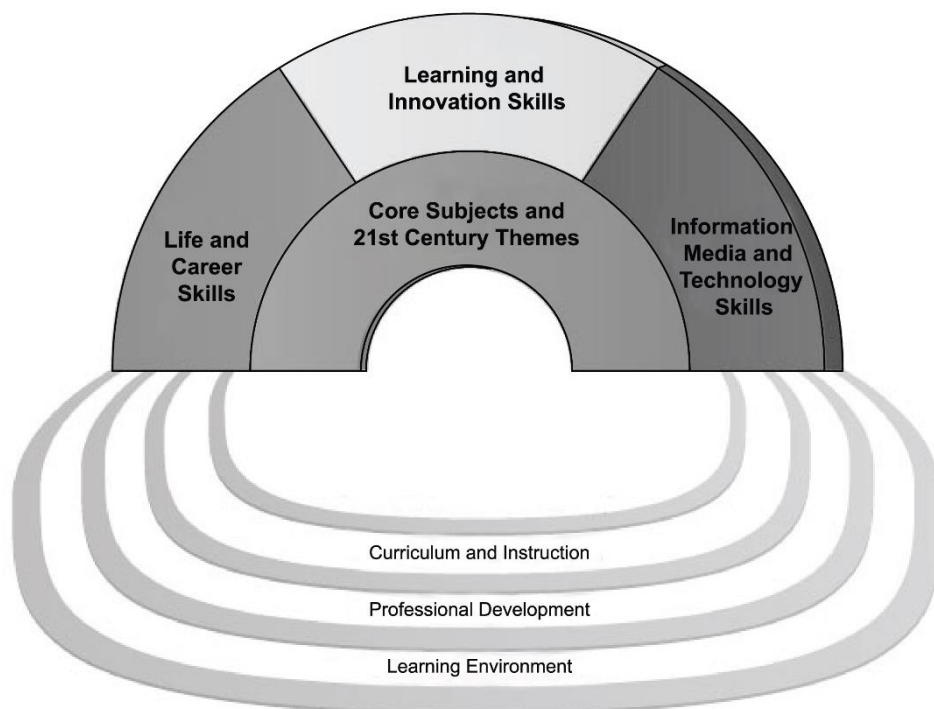 Learning and
Innovation Skills
Core Subjects and
21st Century Themes
Life and
Career
Skills
Information
Media and
Technology
Skills
Curriculum and Instruction
Professional Development
Learning Environment